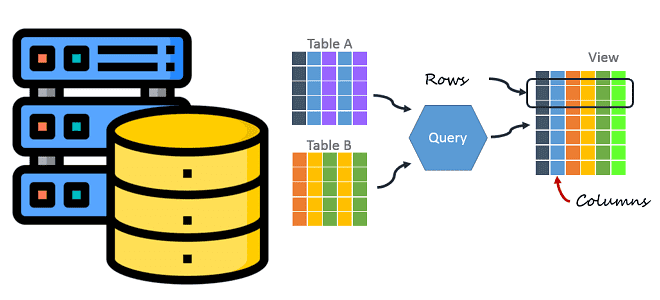 Table A
Rows
View
Query
Table B
Columns